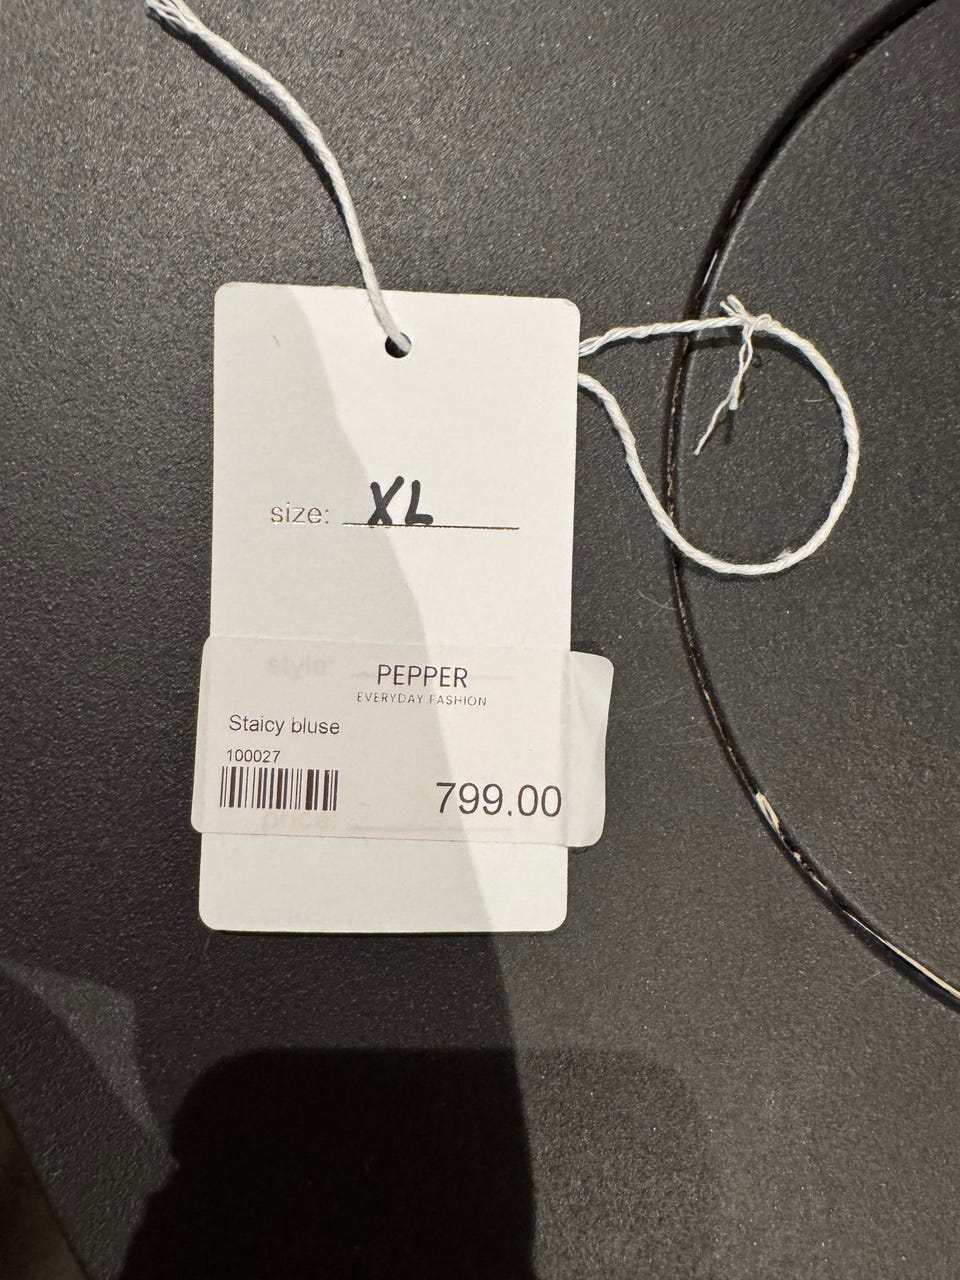 size: XL
style:
PEPPER
EVERYDAY FASHION
Staicy bluse
100027
799.00
price: